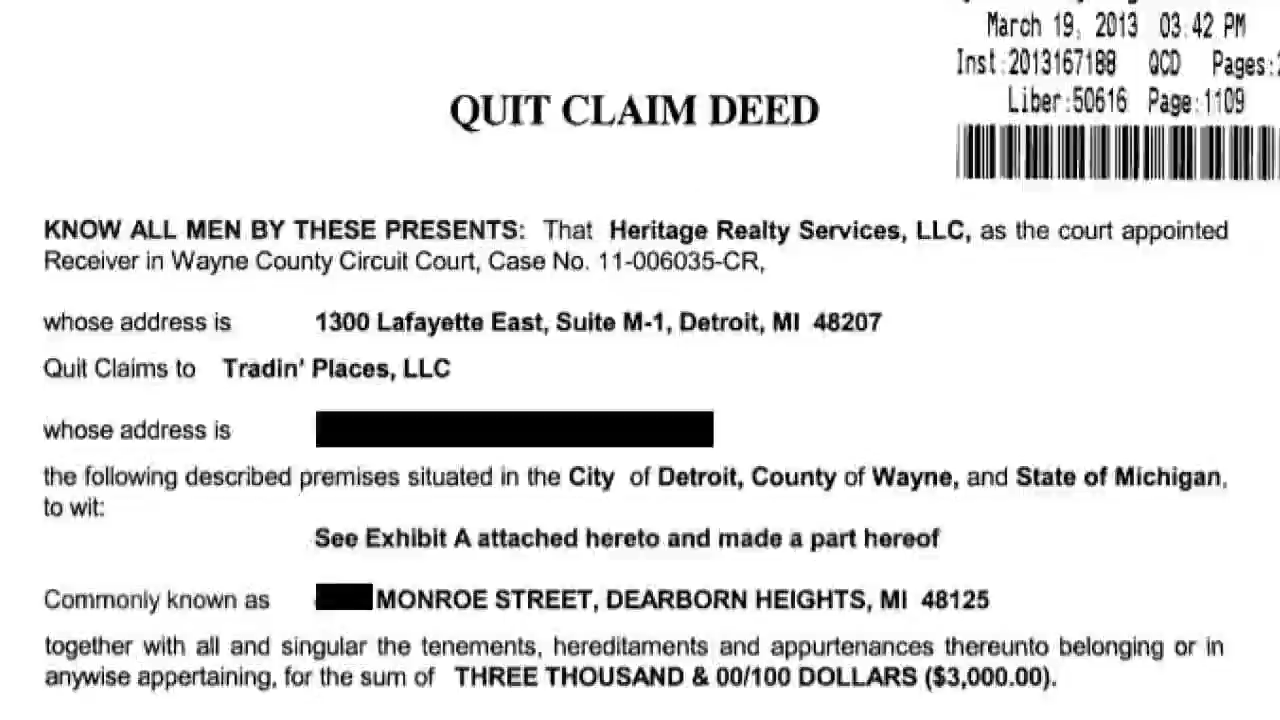 March 19, 2013 03:42 PM
Inst:2013167188 QCD Pages:
Liber:50616 Page:1109
QUIT CLAIM DEED
KNOW ALL MEN BY THESE PRESENTS: That Heritage Realty Services, LLC, as the court appointed
Receiver in Wayne County Circuit Court, Case No. 11-006035-CR,
whose address is 1300 Lafayette East, Suite M-1, Detroit, MI 48207
Quit Claims to Tradin' Places, LLC
whose address is
the following described premises situated in the City of Detroit, County of Wayne, and State of Michigan,
to wit:
See Exhibit A attached hereto and made a part hereof
Commonly known as MONROE STREET, DEARBORN HEIGHTS, MI 48125
together with all and singular the tenements, hereditaments and appurtenances thereunto belonging or in
anywise appertaining, for the sum of THREE THOUSAND & 00/100 DOLLARS ($3,000.00).